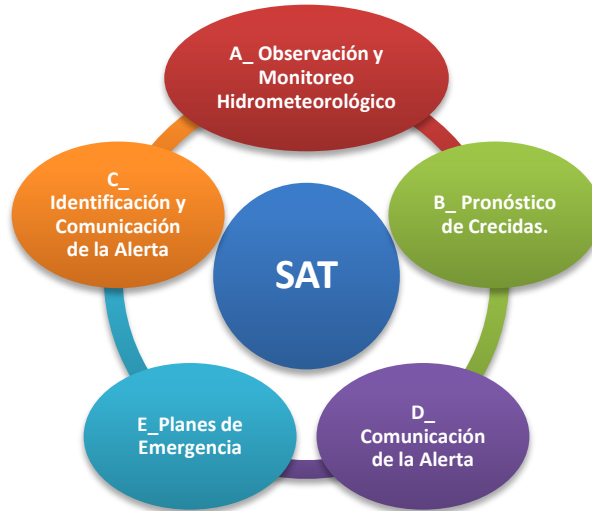 A_ Observación y
Monitoreo
Hidrometeorológico
C_
Identificación y
Comunicación
de la Alerta
B_ Pronóstico
de Crecidas.
SAT
E_Planes de
Emergencia
D_
Comunicación
de la Alerta